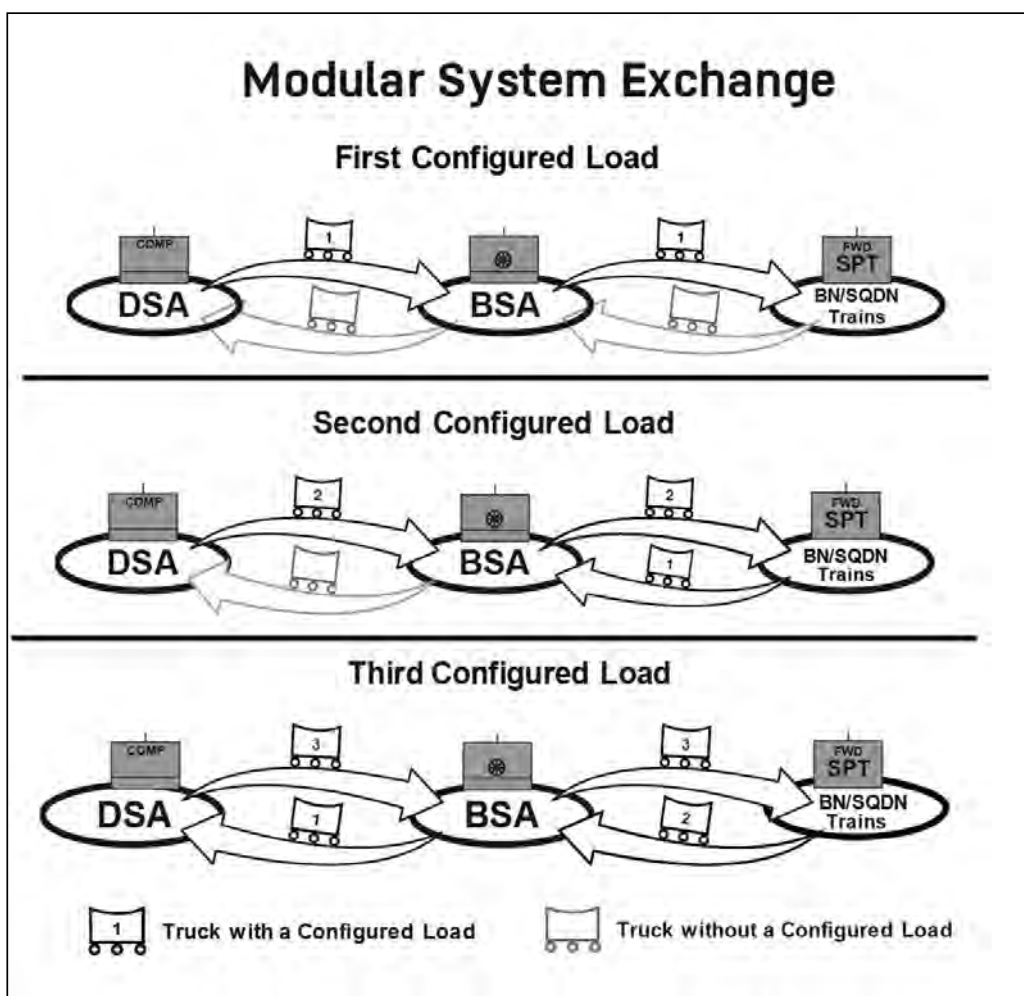 Modular System Exchange
First Configured Load
COMP
1
1
FWD
SPT
DSA
BSA
BN/SQDN
Trains
Second Configured Load
COMP
2
2
FWD
SPT
DSA
BSA
1
BN/SQDN
Trains
Third Configured Load
COMP
3
3
FWD
SPT
DSA
1
BSA
2
BN/SQDN
Trains
1 Truck with a Configured Load
Truck without a Configured Load